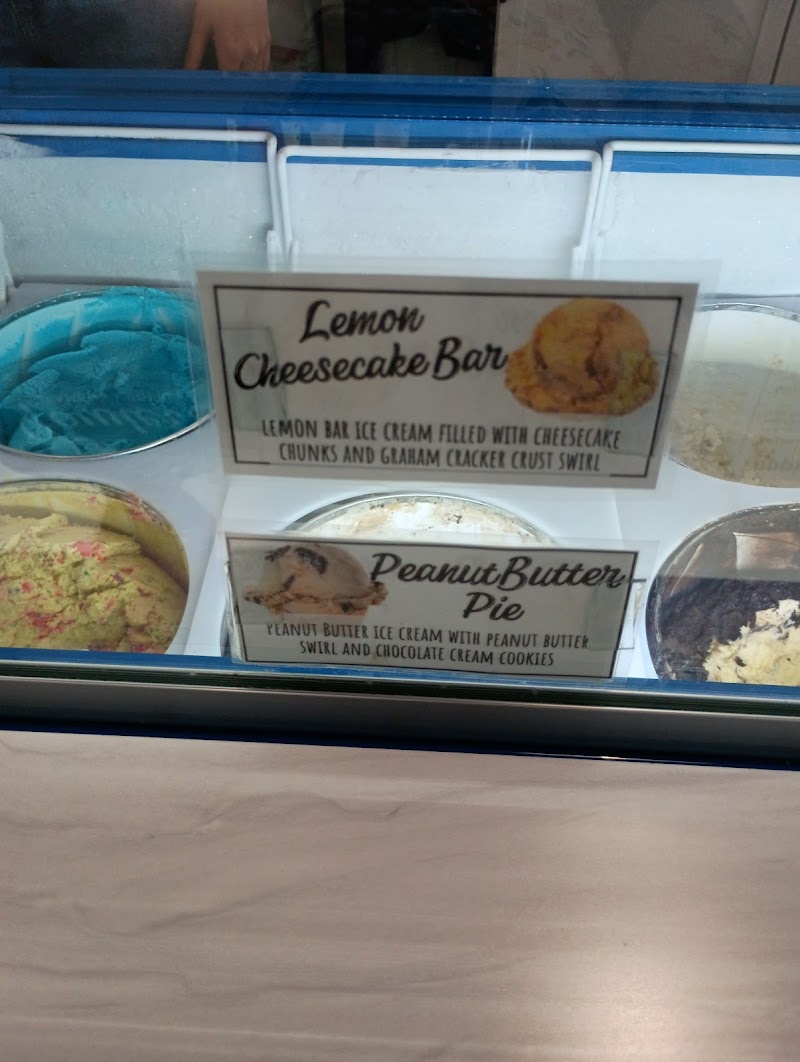 Lemon
Cheesecake Bar
LEMON BAR ICE CREAM FILLED WITH CHEESECAKE
CHUNKS AND GRAHAM CRACKER CRUST SWIRL
Peanut Butter
Pie
PEANUT BUTTER ICE CREAM WITH PEANUT BUTTER
SWIRL AND CHOCOLATE CREAM COOKIES